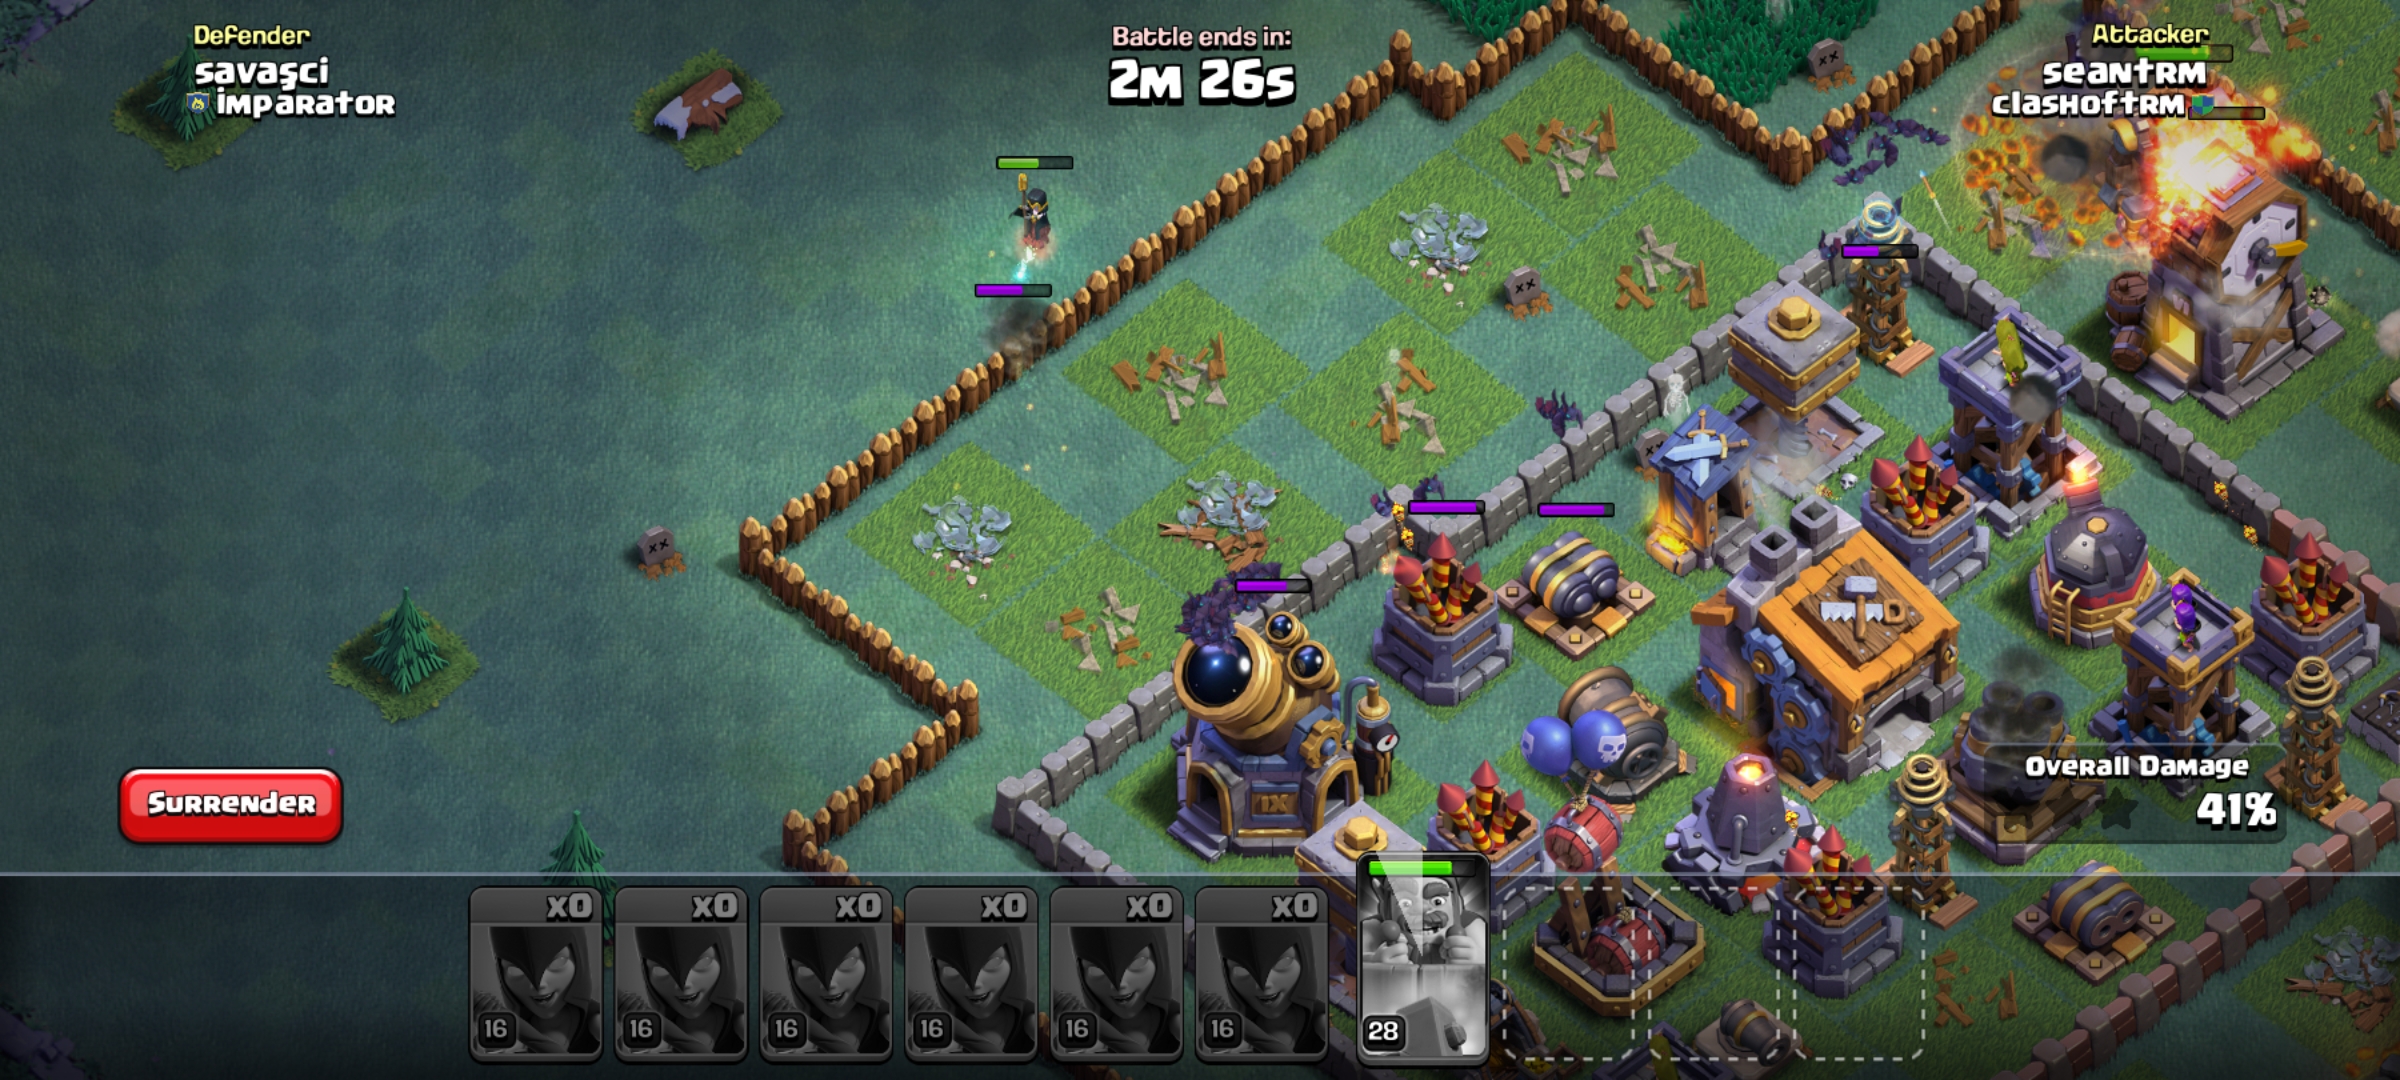 Defender
savaşci
imparator
Battle ends in:
2m 26s
Attacker
seantrm
clashoftrm
Surrender
Overall Damage
41%
IX
x0
x0
x0
x0
x0
x0
16
16
16
16
16
16
28